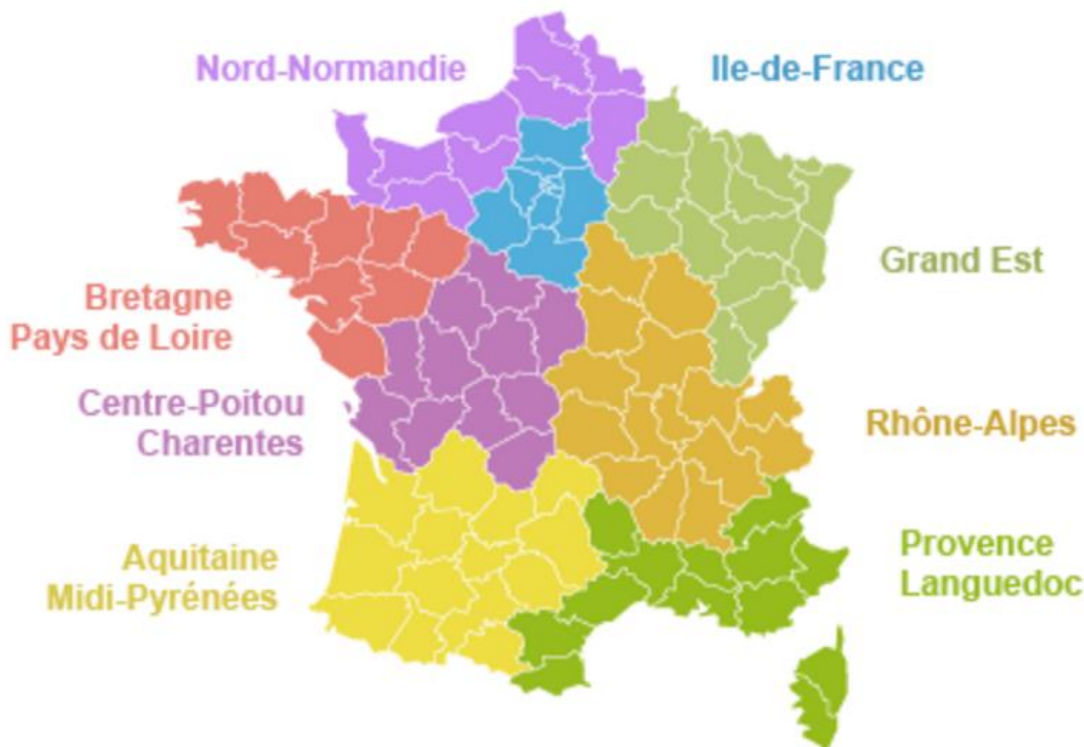 Nord-Normandie
Ile-de-France
Grand Est
Bretagne
Pays de Loire
Centre-Poitou
Charentes
Rhône-Alpes
Aquitaine
Midi-Pyrénées
Provence
Languedoc